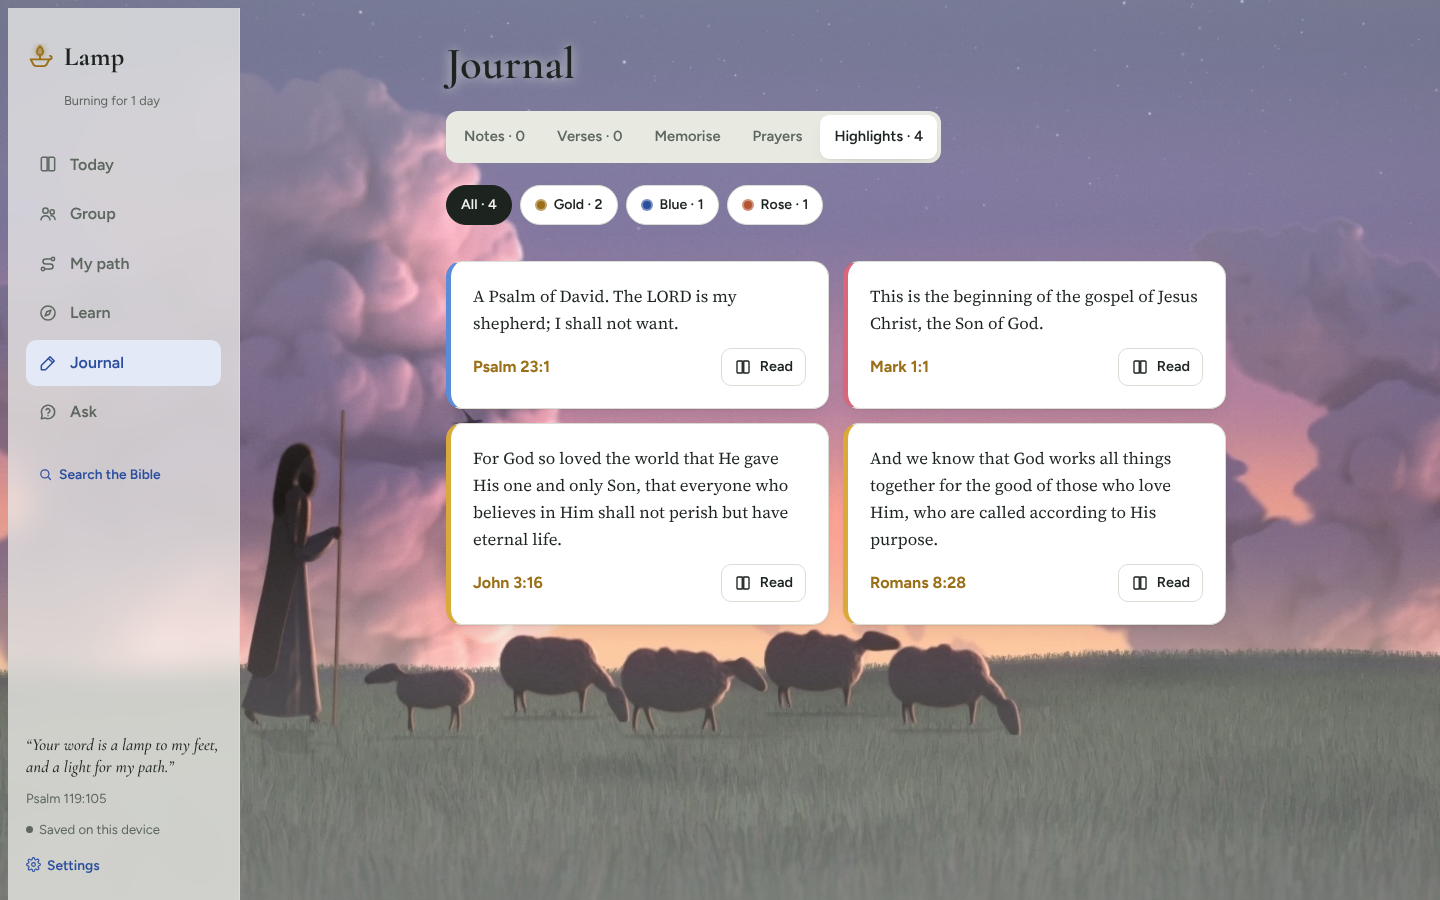 Lamp
Burning for 1 day
Today
Group
My path
Learn
Journal
Ask
Search the Bible
“Your word is a lamp to my feet,
and a light for my path.”
Psalm 119:105
Saved on this device
Settings
Journal
Notes · 0 Verses · 0 Memorise Prayers Highlights · 4
All · 4 Gold · 2 Blue · 1 Rose · 1
A Psalm of David. The LORD is my
shepherd; I shall not want.
Psalm 23:1 Read
This is the beginning of the gospel of Jesus
Christ, the Son of God.
Mark 1:1 Read
For God so loved the world that He gave
His one and only Son, that everyone who
believes in Him shall not perish but have
eternal life.
John 3:16 Read
And we know that God works all things
together for the good of those who love
Him, who are called according to His
purpose.
Romans 8:28 Read